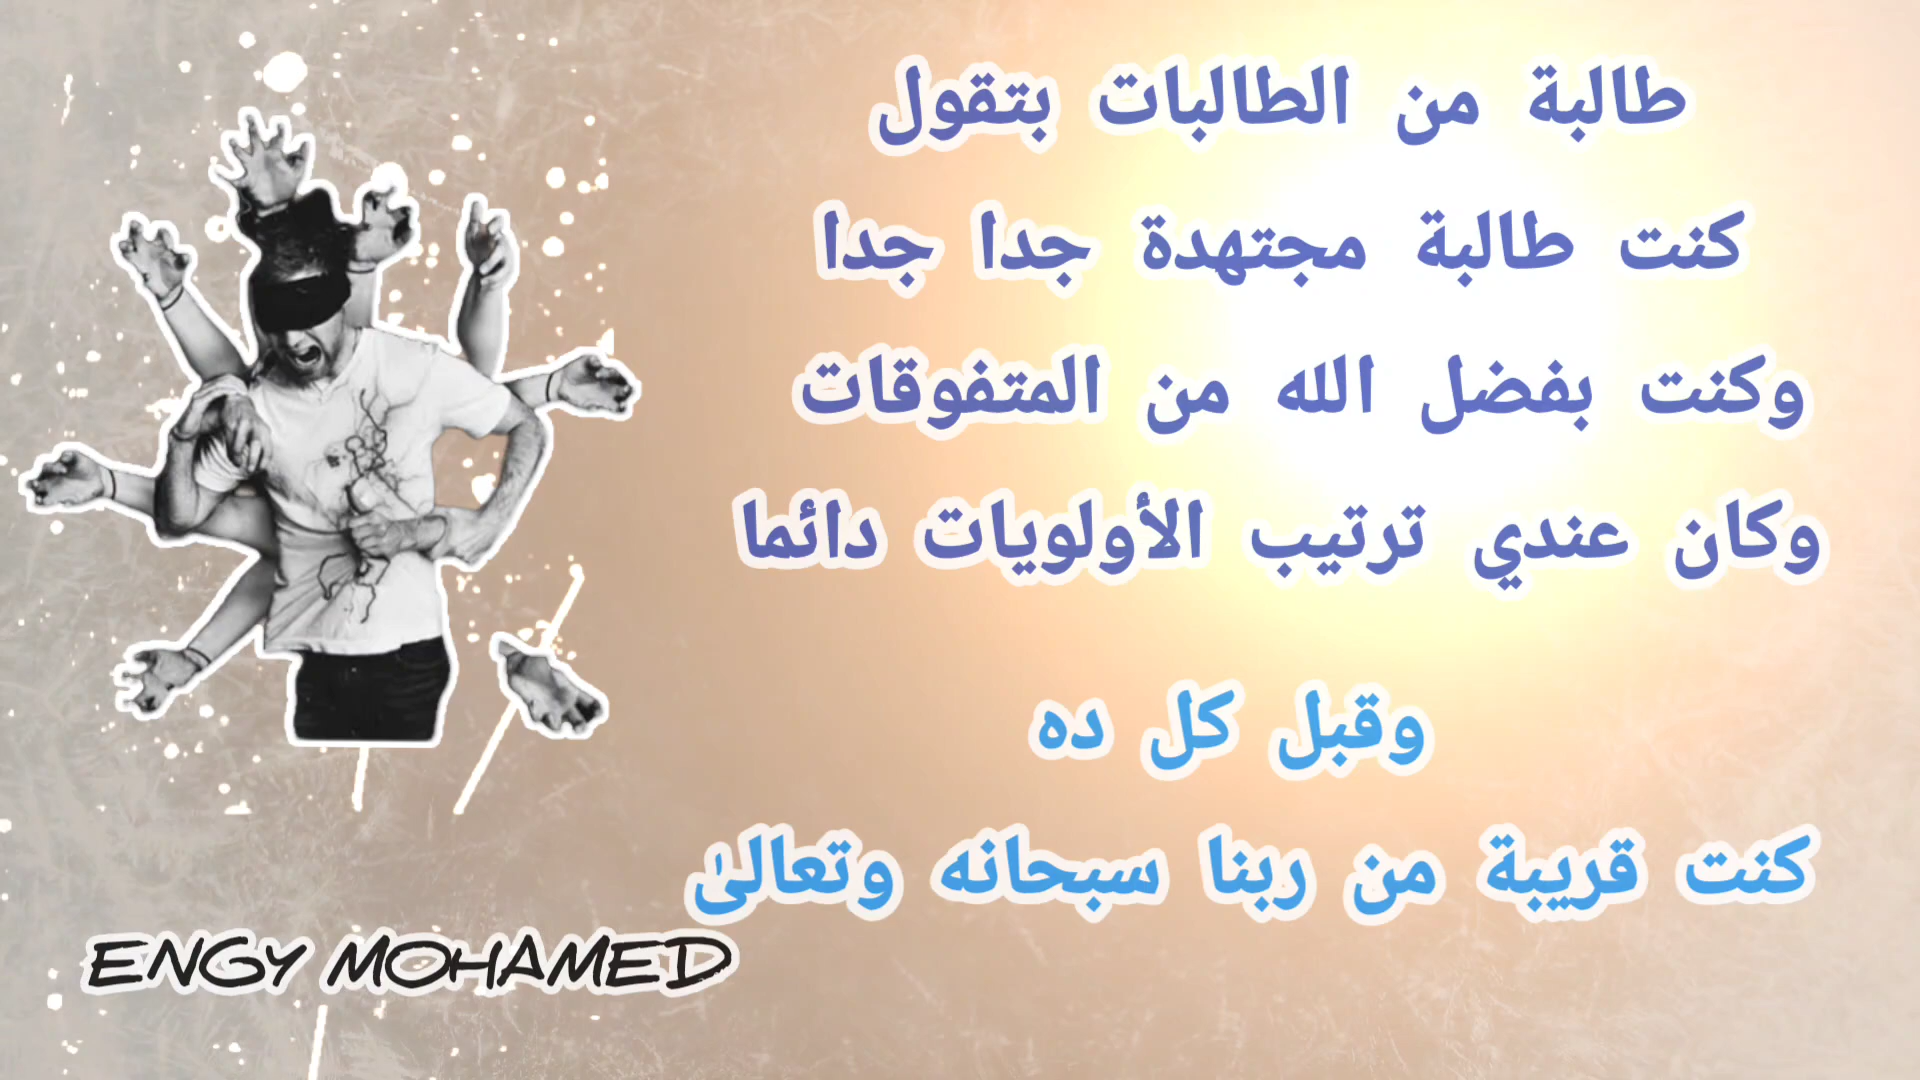 طالبة من الطالبات بتقول
كنت طالبة مجتهدة جدا جدا
وكنت بفضل الله من المتفوقات
وكان عندي ترتيب الأولويات دائما
وقبل كل ده
كنت قريبة من ربنا سبحانه وتعالىٰ
ENGY MOHAMED